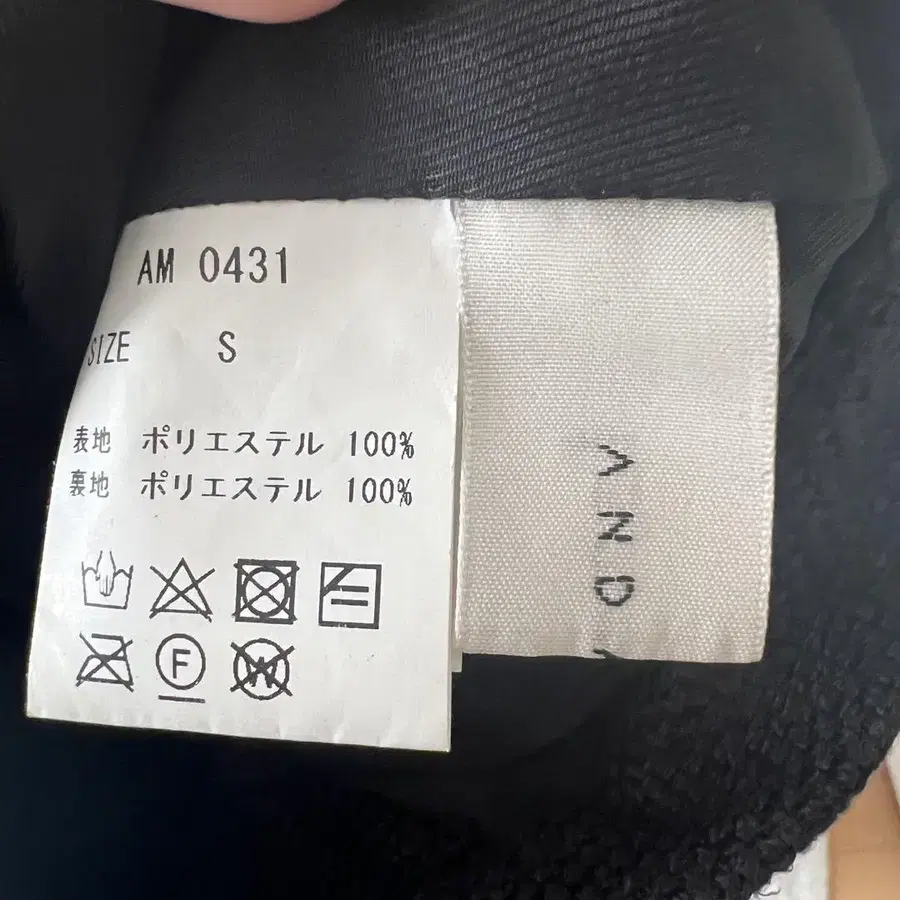 AM 0431
SIZE S
表地 ポリエステル 100%
裏地 ポリエステル 100%
F
W